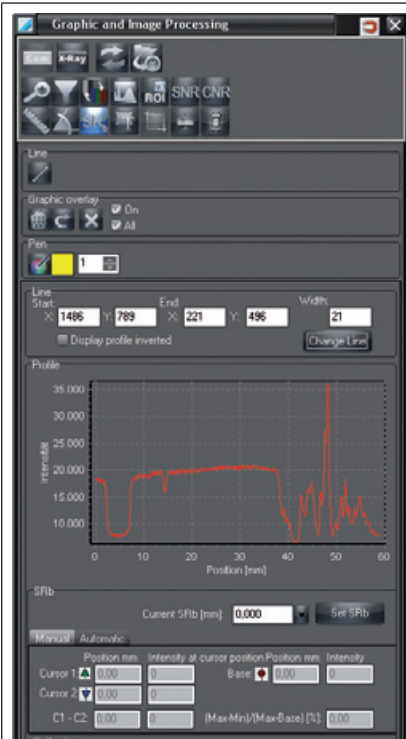 Graphic and Image Processing
X
Cam X-Ray
ROI SNR CNR
SRb
Line
Graphic overlay
On
All
Pen
1
Line
Start: End: Width:
X: 1486 Y: 789 X: 221 Y: 496 21
Display profile inverted Change Line
Profile
35.000
30.000
25.000
20.000
15.000
10.000
Intensität
0 10 20 30 40 50 60
Position [mm]
SRb
Current SRb [mm]: 0,000 Set SRb
Manual Automatic
Position mm Intensity at cursor position Position mm Intensity
Cursor 1 0,00 0 Base 0,00 0
Cursor 2 0,00 0
C1 - C2: 0,00 0 (Max-Min)/(Max-Base) [%]: 0,00